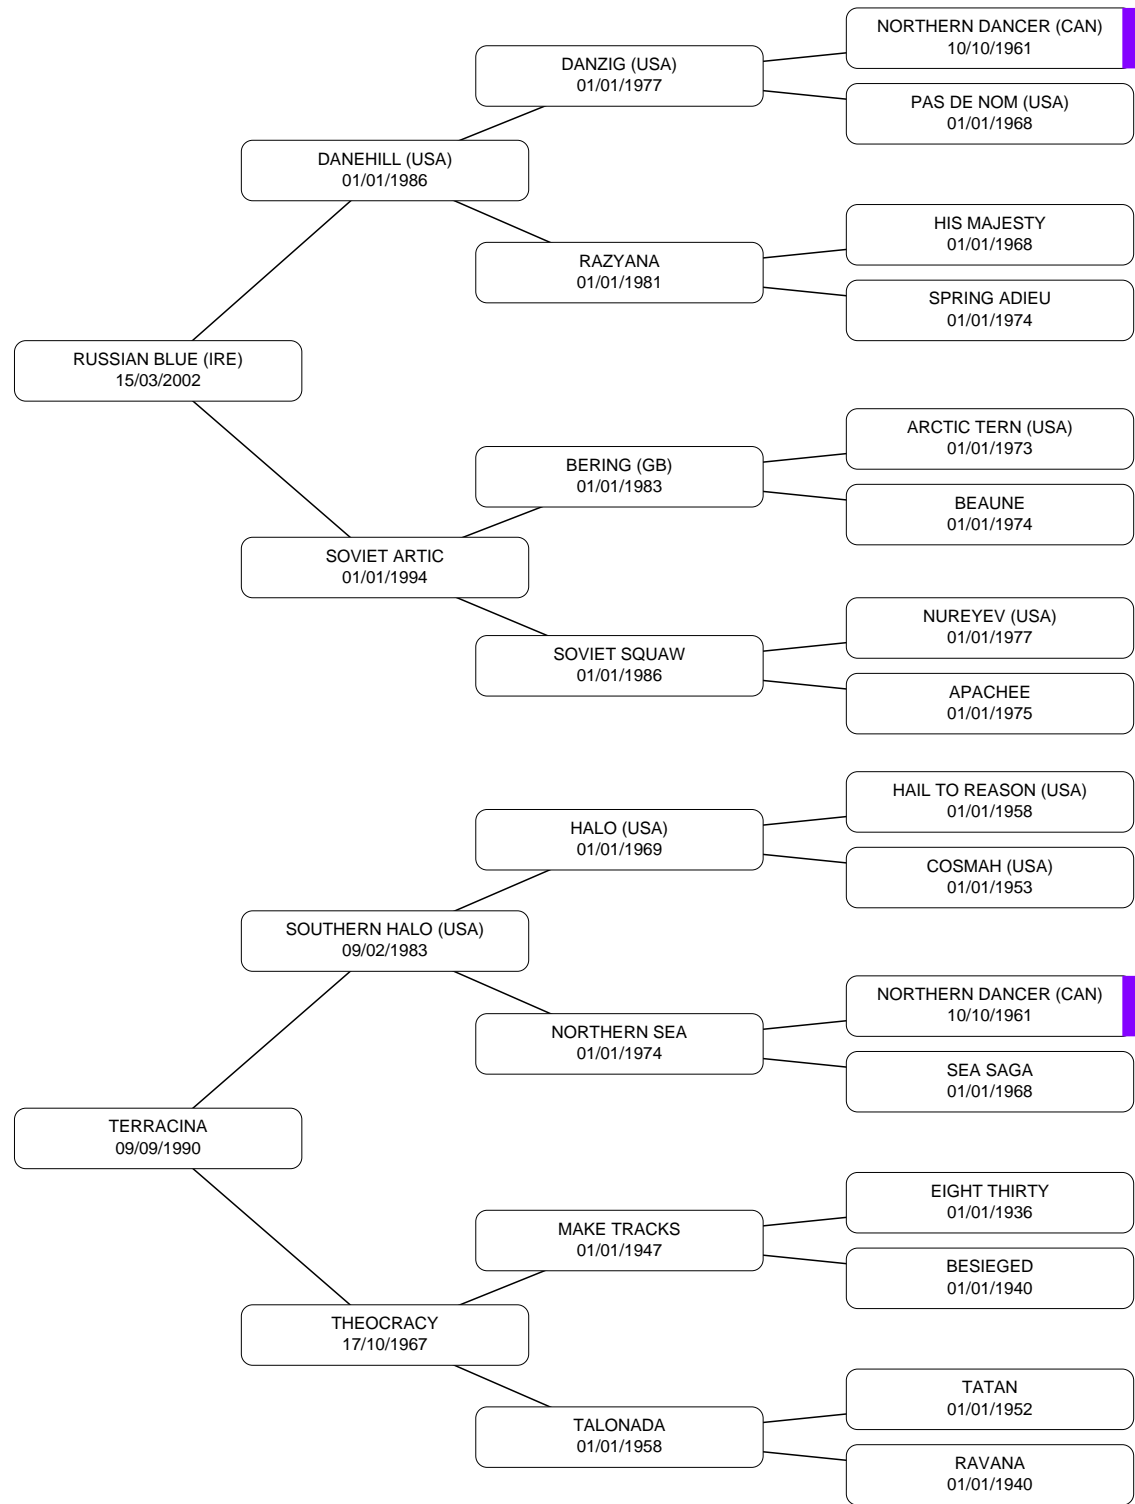 NORTHERN DANCER (CAN)
10/10/1961
DANZIG (USA)
01/01/1977
PAS DE NOM (USA)
01/01/1968
DANEHILL (USA)
01/01/1986
HIS MAJESTY
01/01/1968
RAZYANA
01/01/1981
SPRING ADIEU
01/01/1974
RUSSIAN BLUE (IRE)
15/03/2002
ARCTIC TERN (USA)
01/01/1973
BERING (GB)
01/01/1983
BEAUNE
01/01/1974
SOVIET ARTIC
01/01/1994
NUREYEV (USA)
01/01/1977
SOVIET SQUAW
01/01/1986
APACHEE
01/01/1975
HAIL TO REASON (USA)
01/01/1958
HALO (USA)
01/01/1969
COSMAH (USA)
01/01/1953
SOUTHERN HALO (USA)
09/02/1983
NORTHERN DANCER (CAN)
10/10/1961
NORTHERN SEA
01/01/1974
SEA SAGA
01/01/1968
TERRACINA
09/09/1990
EIGHT THIRTY
01/01/1936
MAKE TRACKS
01/01/1947
BESIEGED
01/01/1940
THEOCRACY
17/10/1967
TATAN
01/01/1952
TALONADA
01/01/1958
RAVANA
01/01/1940